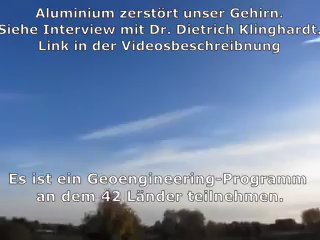 Aluminium zerstört unser Gehirn.
Siehe Interview mit Dr. Dietrich Klinghardt.
Link in der Videosbeschreibnung
Es ist ein Geoengineering-Programm
an dem 42 Länder teilnehmen.